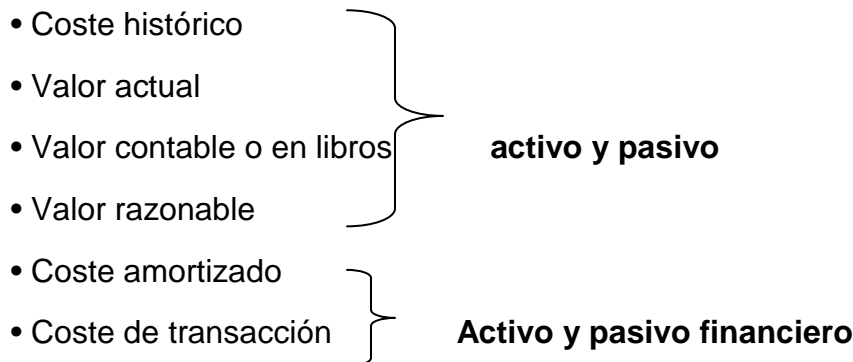 • Coste histórico
• Valor actual
• Valor contable o en libros activo y pasivo
• Valor razonable
• Coste amortizado
• Coste de transacción Activo y pasivo financiero